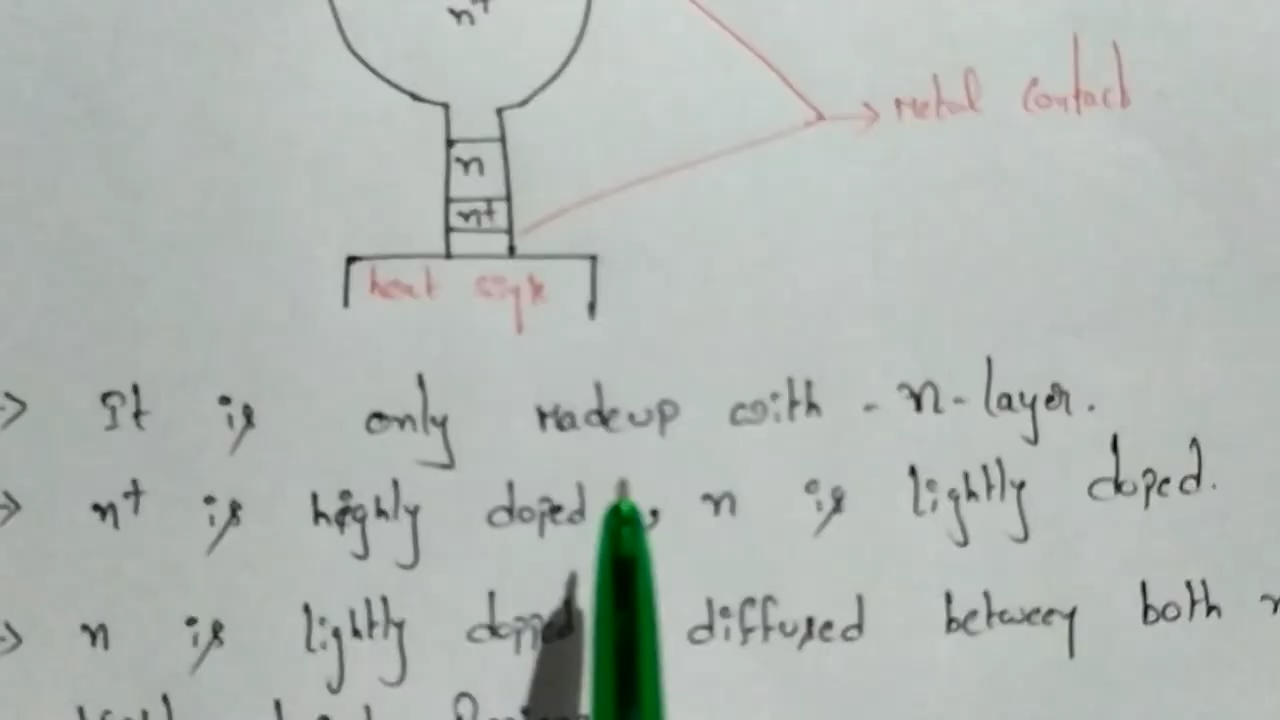 n+
→ metal contact
n
n+
heat sink
→ It is only madeup with - n-layer.
→ n+ is highly doped, n is lightly doped.
→ n is lightly doped diffused between both